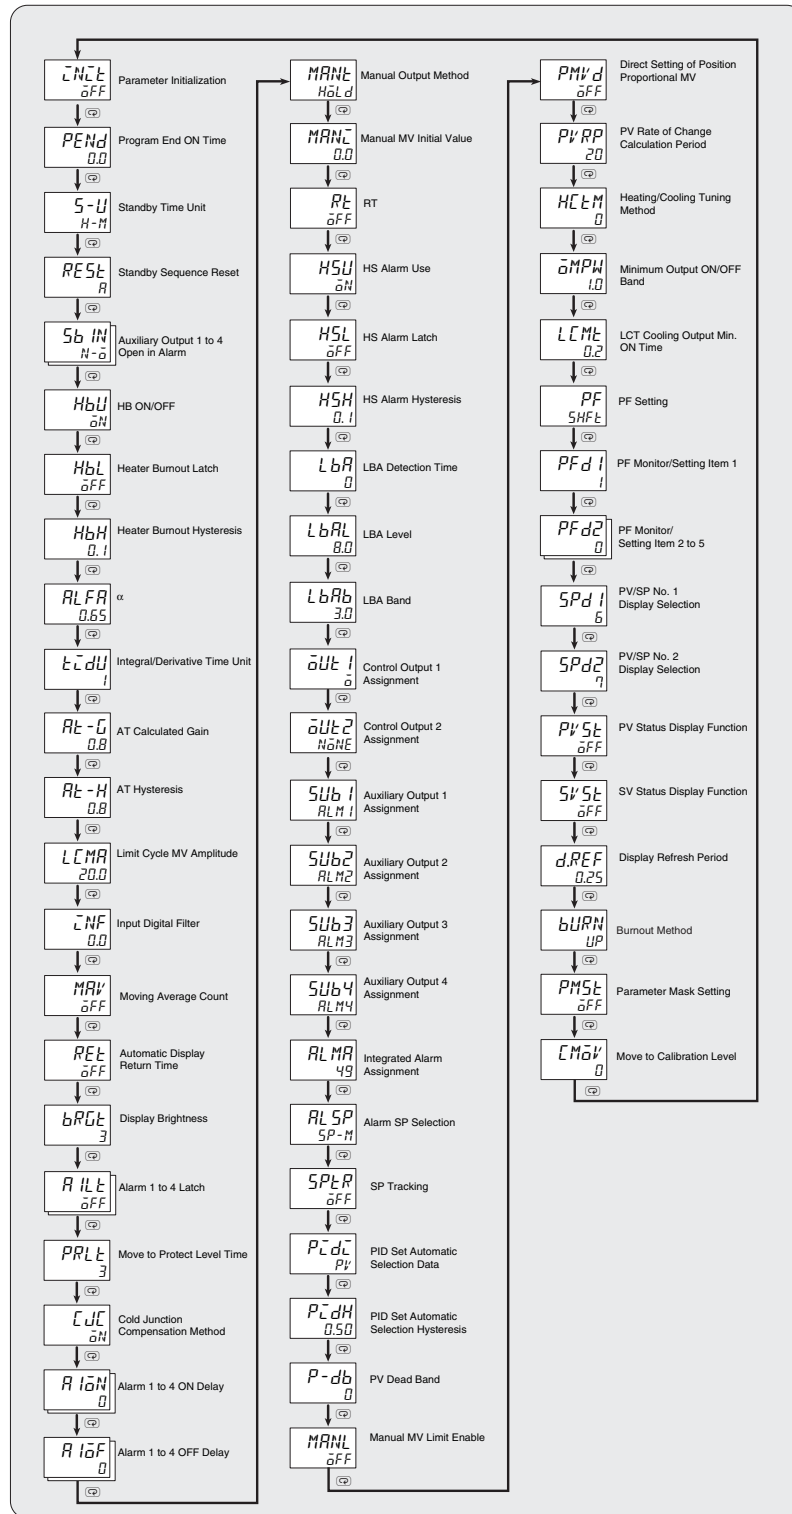 INIT
OFF
Parameter Initialization
PEND
0.0
Program End ON Time
S-U
H-M
Standby Time Unit
REST
A
Standby Sequence Reset
Sb1N
N-O
Auxiliary Output 1 to 4
Open in Alarm
HbU
ON
HB ON/OFF
HbL
OFF
Heater Burnout Latch
HbH
0.1
Heater Burnout Hysteresis
ALFA
0.65
α
TIDU
1
Integral/Derivative Time Unit
AT-G
0.8
AT Calculated Gain
AT-H
0.8
AT Hysteresis
LCMA
20.0
Limit Cycle MV Amplitude
INF
0.0
Input Digital Filter
MAV
OFF
Moving Average Count
RET
OFF
Automatic Display
Return Time
bRGT
3
Display Brightness
A1LT
OFF
Alarm 1 to 4 Latch
PRLT
3
Move to Protect Level Time
CJC
ON
Cold Junction
Compensation Method
A1ON
0
Alarm 1 to 4 ON Delay
A1OF
0
Alarm 1 to 4 OFF Delay
MANT
HOLD
Manual Output Method
MANI
0.0
Manual MV Initial Value
RT
OFF
RT
HSU
ON
HS Alarm Use
HSL
OFF
HS Alarm Latch
HSH
0.1
HS Alarm Hysteresis
LbA
0
LBA Detection Time
LbAL
8.0
LBA Level
LbAb
3.0
LBA Band
OUT1
O
Control Output 1
Assignment
OUT2
NONE
Control Output 2
Assignment
SUb1
ALM1
Auxiliary Output 1
Assignment
SUb2
ALM2
Auxiliary Output 2
Assignment
SUb3
ALM3
Auxiliary Output 3
Assignment
SUb4
ALM4
Auxiliary Output 4
Assignment
ALMA
49
Integrated Alarm
Assignment
ALSP
SP-M
Alarm SP Selection
SPTR
OFF
SP Tracking
PIDI
PV
PID Set Automatic
Selection Data
PIDH
0.50
PID Set Automatic
Selection Hysteresis
P-db
0
PV Dead Band
MANL
OFF
Manual MV Limit Enable
PMVd
OFF
Direct Setting of Position
Proportional MV
PVRP
20
PV Rate of Change
Calculation Period
HCTM
0
Heating/Cooling Tuning
Method
OMPW
1.0
Minimum Output ON/OFF
Band
LCMT
0.2
LCT Cooling Output Min.
ON Time
PF
SHFT
PF Setting
PFd1
1
PF Monitor/Setting Item 1
PFd2
0
PF Monitor/
Setting Item 2 to 5
SPd1
6
PV/SP No. 1
Display Selection
SPd2
7
PV/SP No. 2
Display Selection
PVST
OFF
PV Status Display Function
SVST
OFF
SV Status Display Function
d.REF
0.25
Display Refresh Period
bURN
UP
Burnout Method
PMST
OFF
Parameter Mask Setting
CMOV
0
Move to Calibration Level